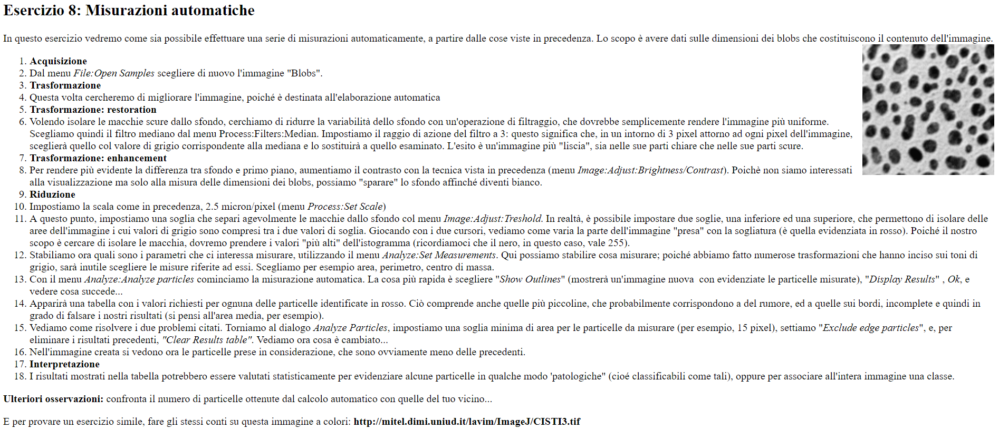 Esercizio 8: Misurazioni automatiche
In questo esercizio vedremo come sia possibile effettuare una serie di misurazioni automaticamente, a partire dalle cose viste in precedenza. Lo scopo è avere dati sulle dimensioni dei blobs che costituiscono il contenuto dell'immagine.
1. Acquisizione
2. Dal menu File:Open Samples scegliere di nuovo l'immagine "Blobs".
3. Trasformazione
4. Questa volta cercheremo di migliorare l'immagine, poiché è destinata all'elaborazione automatica
5. Trasformazione: restoration
6. Volendo isolare le macchie scure dallo sfondo, cerchiamo di ridurre la variabilità dello sfondo con un'operazione di filtraggio, che dovrebbe semplicemente rendere l'immagine più uniforme.
Scegliamo quindi il filtro mediano dal menu Process:Filters:Median. Impostiamo il raggio di azione del filtro a 3: questo significa che, in un intorno di 3 pixel attorno ad ogni pixel dell'immagine,
sceglierà quello col valore di grigio corrispondente alla mediana e lo sostituirà a quello esaminato. L'esito è un'immagine più "liscia", sia nelle sue parti chiare che nelle sue parti scure.
7. Trasformazione: enhancement
8. Per rendere più evidente la differenza tra sfondo e primo piano, aumentiamo il contrasto con la tecnica vista in precedenza (menu Image:Adjust:Brightness/Contrast). Poichè non siamo interessati
alla visualizzazione ma solo alla misura delle dimensioni dei blobs, possiamo "sparare" lo sfondo affinché diventi bianco.
9. Riduzione
10. Impostiamo la scala come in precedenza, 2.5 micron/pixel (menu Process:Set Scale)
11. A questo punto, impostiamo una soglia che separi agevolmente le macchie dallo sfondo col menu Image:Adjust:Treshold. In realtà, è possibile impostare due soglie, una inferiore ed una superiore, che permettono di isolare delle
aree dell'immagine i cui valori di grigio sono compresi tra i due valori di soglia. Giocando con i due cursori, vediamo come varia la parte dell'immagine "presa" con la sogliatura (è quella evidenziata in rosso). Poiché il nostro
scopo è cercare di isolare le macchia, dovremo prendere i valori "più alti" dell'istogramma (ricordiamoci che il nero, in questo caso, vale 255).
12. Stabiliamo ora quali sono i parametri che ci interessa misurare, utilizzando il menu Analyze:Set Measurements. Qui possiamo stabilire cosa misurare; poiché abbiamo fatto numerose trasformazioni che hanno inciso sui toni di
grigio, sarà inutile scegliere le misure riferite ad essi. Scegliamo per esempio area, perimetro, centro di massa.
13. Con il menu Analyze:Analyze particles cominciamo la misurazione automatica. La cosa più rapida è scegliere "Show Outlines" (mostrerà un'immagine nuova  con evidenziate le particelle misurate), "Display Results" , Ok, e
vedere cosa succede...
14. Apparirà una tabella con i valori richiesti per ognuna delle particelle identificate in rosso. Ciò comprende anche quelle più piccoline, che probabilmente corrispondono a del rumore, ed a quelle sui bordi, incomplete e quindi in
grado di falsare i nostri risultati (si pensi all'area media, per esempio).
15. Vediamo come risolvere i due problemi citati. Torniamo al dialogo Analyze Particles, impostiamo una soglia minima di area per le particelle da misurare (per esempio, 15 pixel), settiamo "Exclude edge particles", e, per
eliminare i risultati precedenti, "Clear Results table". Vediamo ora cosa è cambiato...
16. Nell'immagine creata si vedono ora le particelle prese in considerazione, che sono ovviamente meno delle precedenti.
17. Interpretazione
18. I risultati mostrati nella tabella potrebbero essere valutati statisticamente per evidenziare alcune particelle in qualche modo 'patologiche" (cioé classificabili come tali), oppure per associare all'intera immagine una classe.
Ulteriori osservazioni: confronta il numero di particelle ottenute dal calcolo automatico con quelle del tuo vicino...
E per provare un esercizio simile, fare gli stessi conti su questa immagine a colori: http://mitel.dimi.uniud.it/lavim/ImageJ/CISTI3.tif